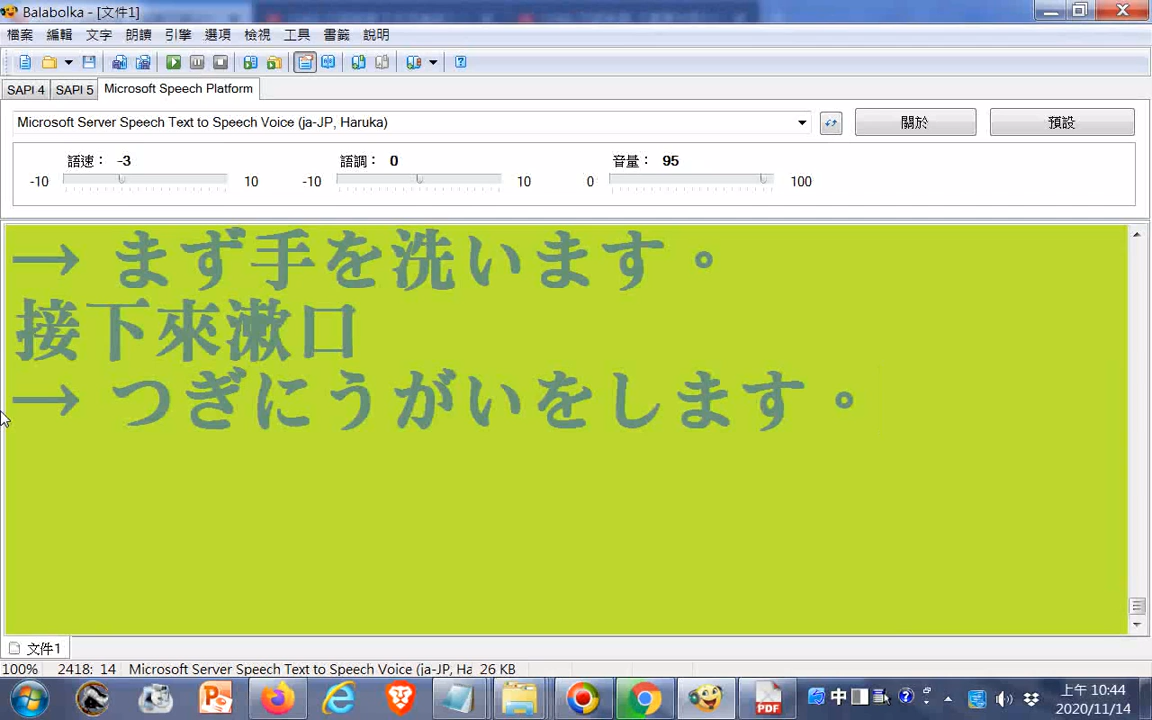 Balabolka - [文件1]
檔案 編輯 文字 朗讀 引擎 選項 檢視 工具 書籤 說明
SAPI 4 SAPI 5 Microsoft Speech Platform
Microsoft Server Speech Text to Speech Voice (ja-JP, Haruka) 關於 預設
語速： -3 語調： 0 音量： 95
-10 10 -10 10 0 100
→ まず手を洗います。
接下來漱口
→ つぎにうがいをします。
文件1
100% 2418: 14 Microsoft Server Speech Text to Speech Voice (ja-JP, Ha 26 KB
中 上午 10:44
PDF 2020/11/14